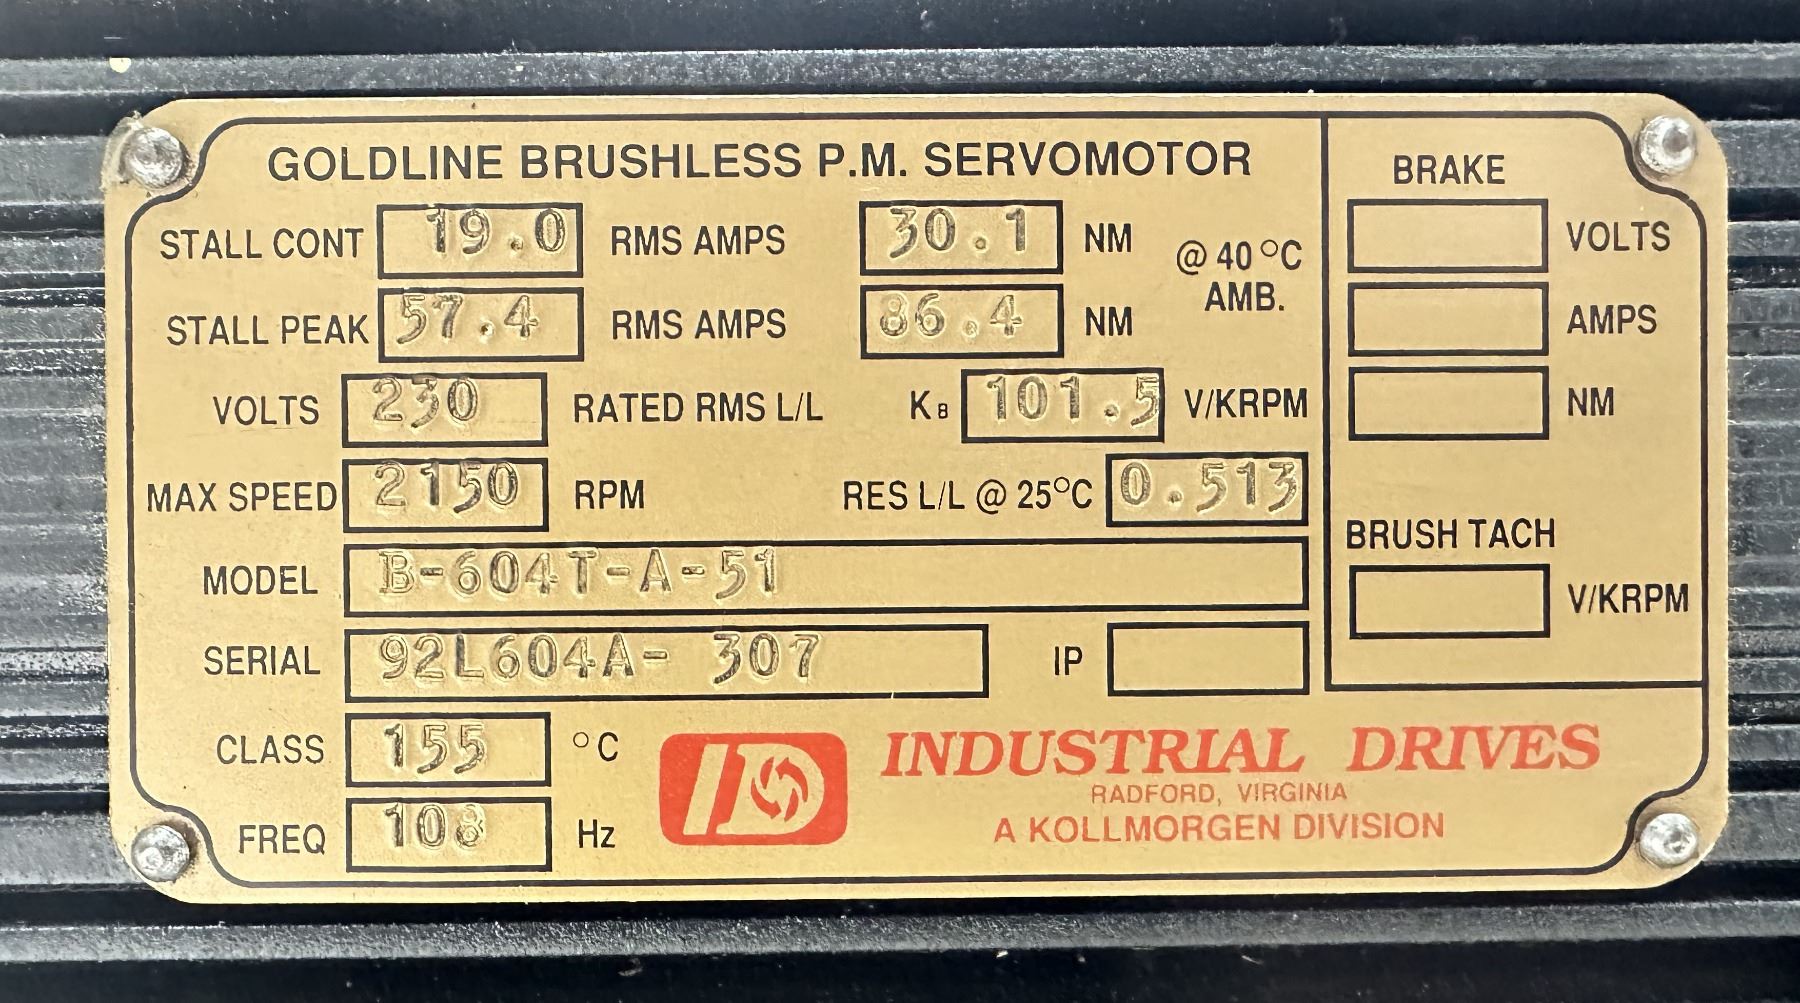 GOLDLINE BRUSHLESS P.M. SERVOMOTOR
STALL CONT 19.0 RMS AMPS 30.1 NM
STALL PEAK 57.4 RMS AMPS 86.4 NM
@ 40 °C
AMB.
VOLTS 230 RATED RMS L/L KB 101.5 V/KRPM
MAX SPEED 2150 RPM RES L/L @ 25°C 0.513
MODEL B-604T-A-51
SERIAL 92L604A- 307 IP
CLASS 155 °C
FREQ 108 Hz
BRAKE
VOLTS
AMPS
NM
BRUSH TACH
V/KRPM
ID
INDUSTRIAL DRIVES
RADFORD, VIRGINIA
A KOLLMORGEN DIVISION